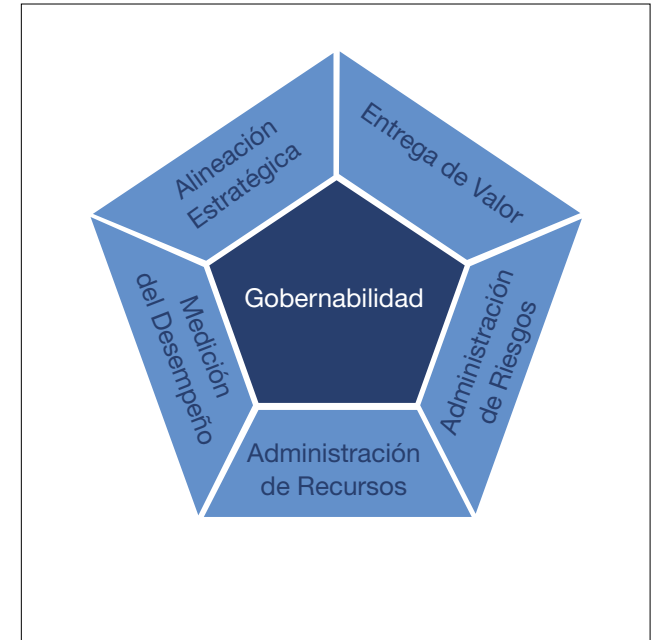 Alineación
Estratégica
Entrega de Valor
Gobernabilidad
Medición
del Desempeño
Administración
de Riesgos
Administración
de Recursos